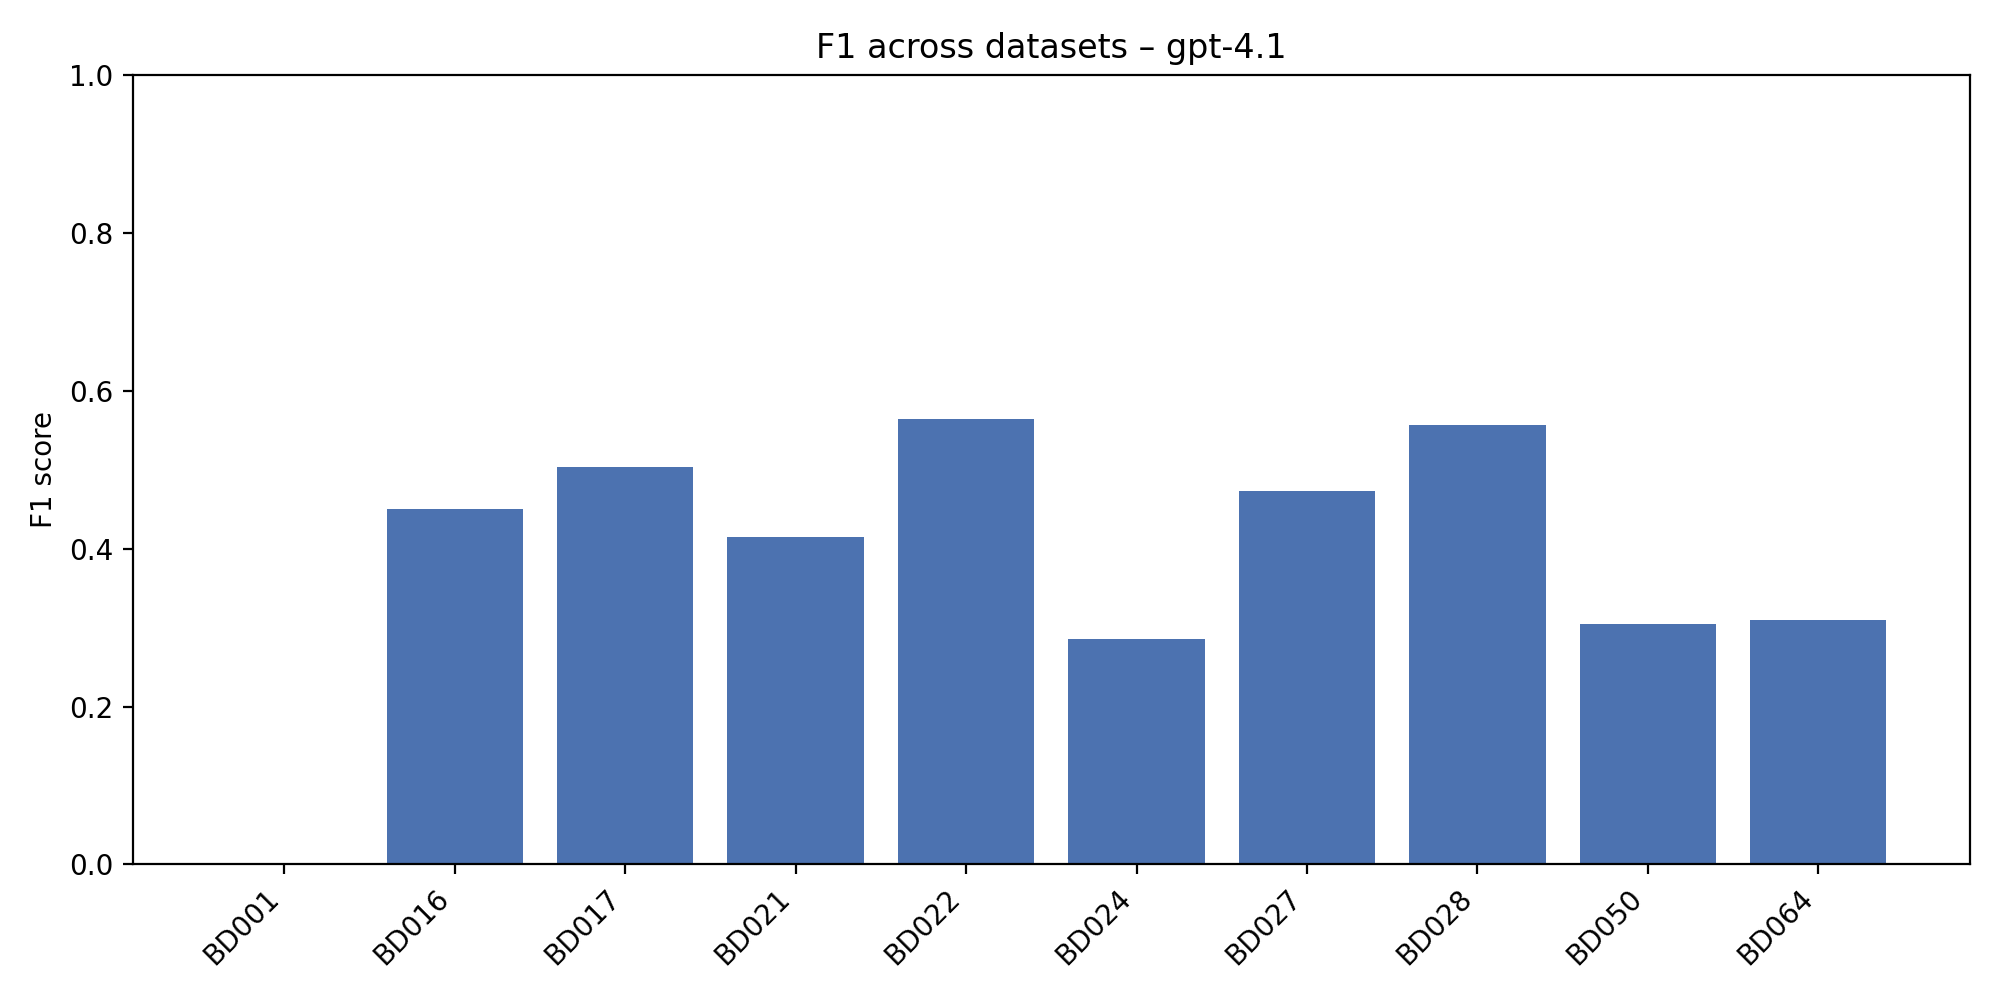 F1 across datasets – gpt-4.1
1.0
0.8
0.6
0.4
0.2
0.0
F1 score
BD001
BD016
BD017
BD021
BD022
BD024
BD027
BD028
BD050
BD064